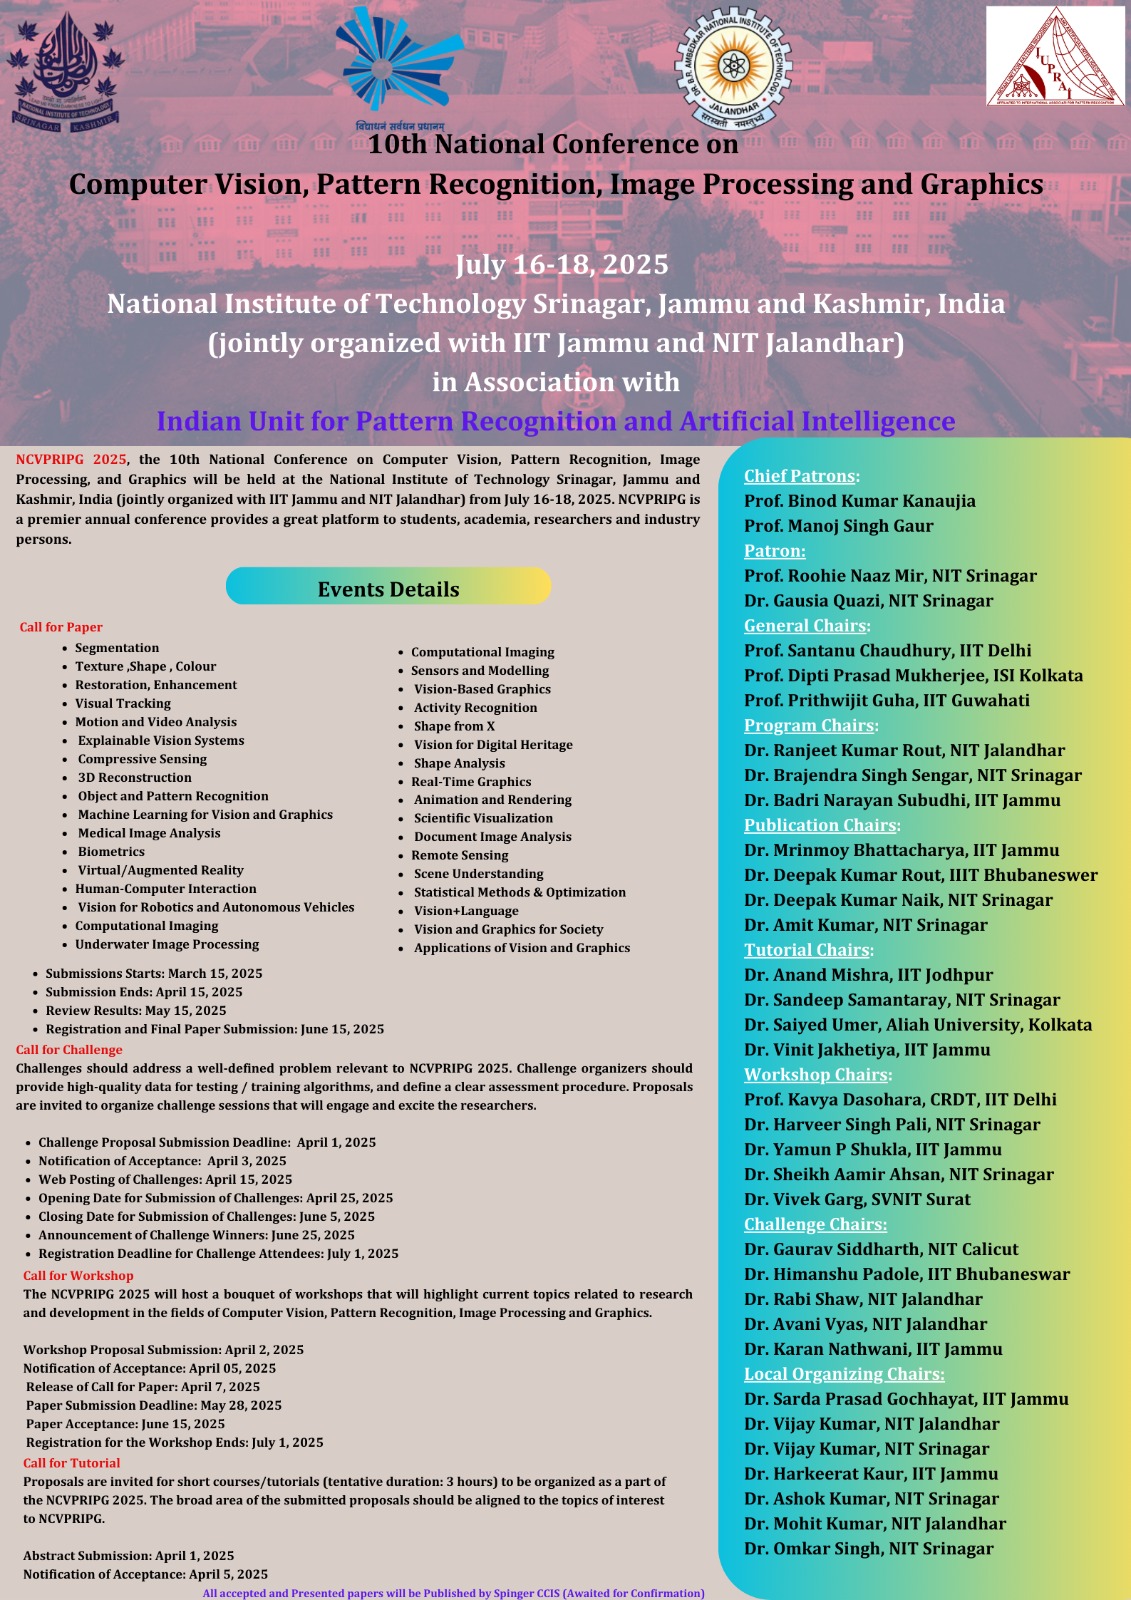 विद्याधनं सर्वधन प्रधानम्
NATIONAL INSTITUTE OF TECHNOLOGY
SRINAGAR KASHMIR
DR B.R. AMBEDKAR NATIONAL INSTITUTE OF TECHNOLOGY
JALANDHAR
IUPRAI
10th National Conference on
Computer Vision, Pattern Recognition, Image Processing and Graphics
July 16-18, 2025
National Institute of Technology Srinagar, Jammu and Kashmir, India
(jointly organized with IIT Jammu and NIT Jalandhar)
in Association with
Indian Unit for Pattern Recognition and Artificial Intelligence
NCVPRIPG 2025, the 10th National Conference on Computer Vision, Pattern Recognition, Image
Processing, and Graphics will be held at the National Institute of Technology Srinagar, Jammu and
Kashmir, India (jointly organized with IIT Jammu and NIT Jalandhar) from July 16-18, 2025. NCVPRIPG is
a premier annual conference provides a great platform to students, academia, researchers and industry
persons.
Events Details
Call for Paper
• Segmentation
• Texture ,Shape , Colour
• Restoration, Enhancement
• Visual Tracking
• Motion and Video Analysis
• Explainable Vision Systems
• Compressive Sensing
• 3D Reconstruction
• Object and Pattern Recognition
• Machine Learning for Vision and Graphics
• Medical Image Analysis
• Biometrics
• Virtual/Augmented Reality
• Human-Computer Interaction
• Vision for Robotics and Autonomous Vehicles
• Computational Imaging
• Underwater Image Processing
• Computational Imaging
• Sensors and Modelling
• Vision-Based Graphics
• Activity Recognition
• Shape from X
• Vision for Digital Heritage
• Shape Analysis
• Real-Time Graphics
• Animation and Rendering
• Scientific Visualization
• Document Image Analysis
• Remote Sensing
• Scene Understanding
• Statistical Methods & Optimization
• Vision+Language
• Vision and Graphics for Society
• Applications of Vision and Graphics
• Submissions Starts: March 15, 2025
• Submission Ends: April 15, 2025
• Review Results: May 15, 2025
• Registration and Final Paper Submission: June 15, 2025
Call for Challenge
Challenges should address a well-defined problem relevant to NCVPRIPG 2025. Challenge organizers should
provide high-quality data for testing / training algorithms, and define a clear assessment procedure. Proposals
are invited to organize challenge sessions that will engage and excite the researchers.
• Challenge Proposal Submission Deadline: April 1, 2025
• Notification of Acceptance: April 3, 2025
• Web Posting of Challenges: April 15, 2025
• Opening Date for Submission of Challenges: April 25, 2025
• Closing Date for Submission of Challenges: June 5, 2025
• Announcement of Challenge Winners: June 25, 2025
• Registration Deadline for Challenge Attendees: July 1, 2025
Call for Workshop
The NCVPRIPG 2025 will host a bouquet of workshops that will highlight current topics related to research
and development in the fields of Computer Vision, Pattern Recognition, Image Processing and Graphics.
Workshop Proposal Submission: April 2, 2025
Notification of Acceptance: April 05, 2025
Release of Call for Paper: April 7, 2025
Paper Submission Deadline: May 28, 2025
Paper Acceptance: June 15, 2025
Registration for the Workshop Ends: July 1, 2025
Call for Tutorial
Proposals are invited for short courses/tutorials (tentative duration: 3 hours) to be organized as a part of
the NCVPRIPG 2025. The broad area of the submitted proposals should be aligned to the topics of interest
to NCVPRIPG.
Abstract Submission: April 1, 2025
Notification of Acceptance: April 5, 2025
All accepted and Presented papers will be Published by Spinger CCIS (Awaited for Confirmation)
Chief Patrons:
Prof. Binod Kumar Kanaujia
Prof. Manoj Singh Gaur
Patron:
Prof. Roohie Naaz Mir, NIT Srinagar
Dr. Gausia Quazi, NIT Srinagar
General Chairs:
Prof. Santanu Chaudhury, IIT Delhi
Prof. Dipti Prasad Mukherjee, ISI Kolkata
Prof. Prithwijit Guha, IIT Guwahati
Program Chairs:
Dr. Ranjeet Kumar Rout, NIT Jalandhar
Dr. Brajendra Singh Sengar, NIT Srinagar
Dr. Badri Narayan Subudhi, IIT Jammu
Publication Chairs:
Dr. Mrinmoy Bhattacharya, IIT Jammu
Dr. Deepak Kumar Rout, IIIT Bhubaneswer
Dr. Deepak Kumar Naik, NIT Srinagar
Dr. Amit Kumar, NIT Srinagar
Tutorial Chairs:
Dr. Anand Mishra, IIT Jodhpur
Dr. Sandeep Samantaray, NIT Srinagar
Dr. Saiyed Umer, Aliah University, Kolkata
Dr. Vinit Jakhetiya, IIT Jammu
Workshop Chairs:
Prof. Kavya Dasohara, CRDT, IIT Delhi
Dr. Harveer Singh Pali, NIT Srinagar
Dr. Yamun P Shukla, IIT Jammu
Dr. Sheikh Aamir Ahsan, NIT Srinagar
Dr. Vivek Garg, SVNIT Surat
Challenge Chairs:
Dr. Gaurav Siddharth, NIT Calicut
Dr. Himanshu Padole, IIT Bhubaneswar
Dr. Rabi Shaw, NIT Jalandhar
Dr. Avani Vyas, NIT Jalandhar
Dr. Karan Nathwani, IIT Jammu
Local Organizing Chairs:
Dr. Sarda Prasad Gochhayat, IIT Jammu
Dr. Vijay Kumar, NIT Jalandhar
Dr. Vijay Kumar, NIT Srinagar
Dr. Harkeerat Kaur, IIT Jammu
Dr. Ashok Kumar, NIT Srinagar
Dr. Mohit Kumar, NIT Jalandhar
Dr. Omkar Singh, NIT Srinagar